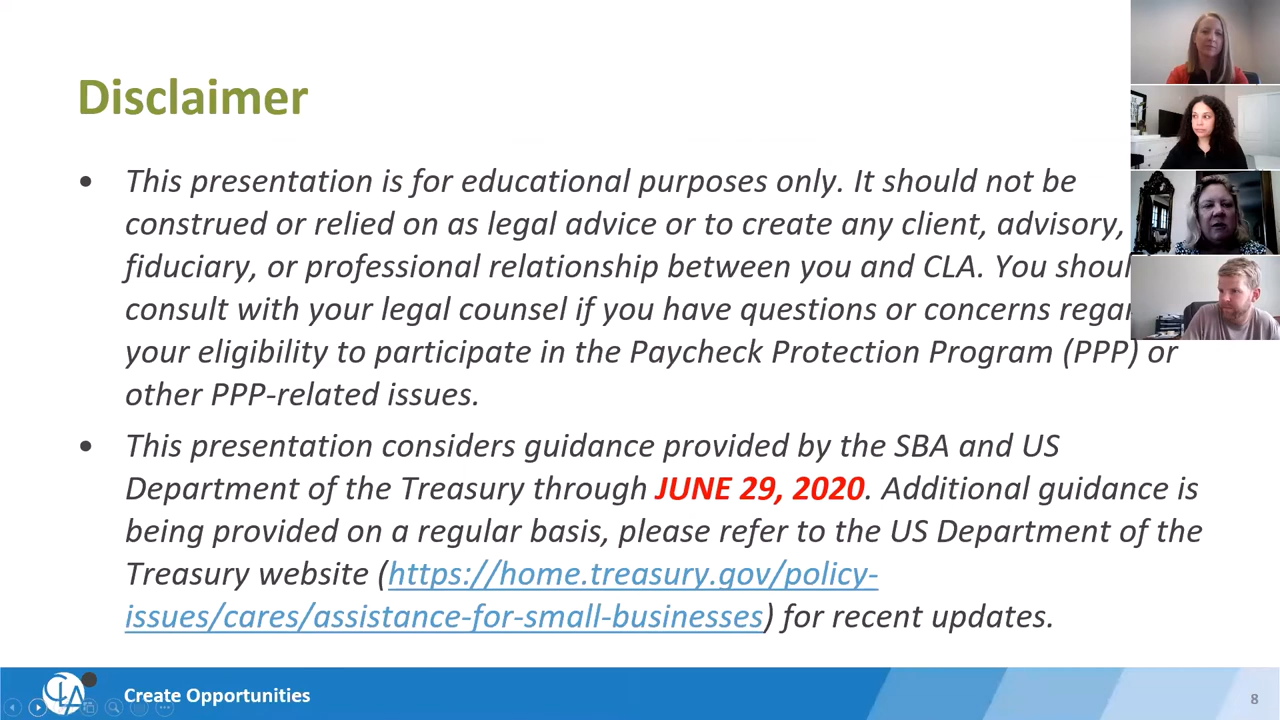 Disclaimer
• This presentation is for educational purposes only. It should not be
construed or relied on as legal advice or to create any client, advisory,
fiduciary, or professional relationship between you and CLA. You shoul
consult with your legal counsel if you have questions or concerns regar
your eligibility to participate in the Paycheck Protection Program (PPP) or
other PPP-related issues.
• This presentation considers guidance provided by the SBA and US
Department of the Treasury through JUNE 29, 2020. Additional guidance is
being provided on a regular basis, please refer to the US Department of the
Treasury website (https://home.treasury.gov/policy-
issues/cares/assistance-for-small-businesses) for recent updates.
CLA
Create Opportunities
8